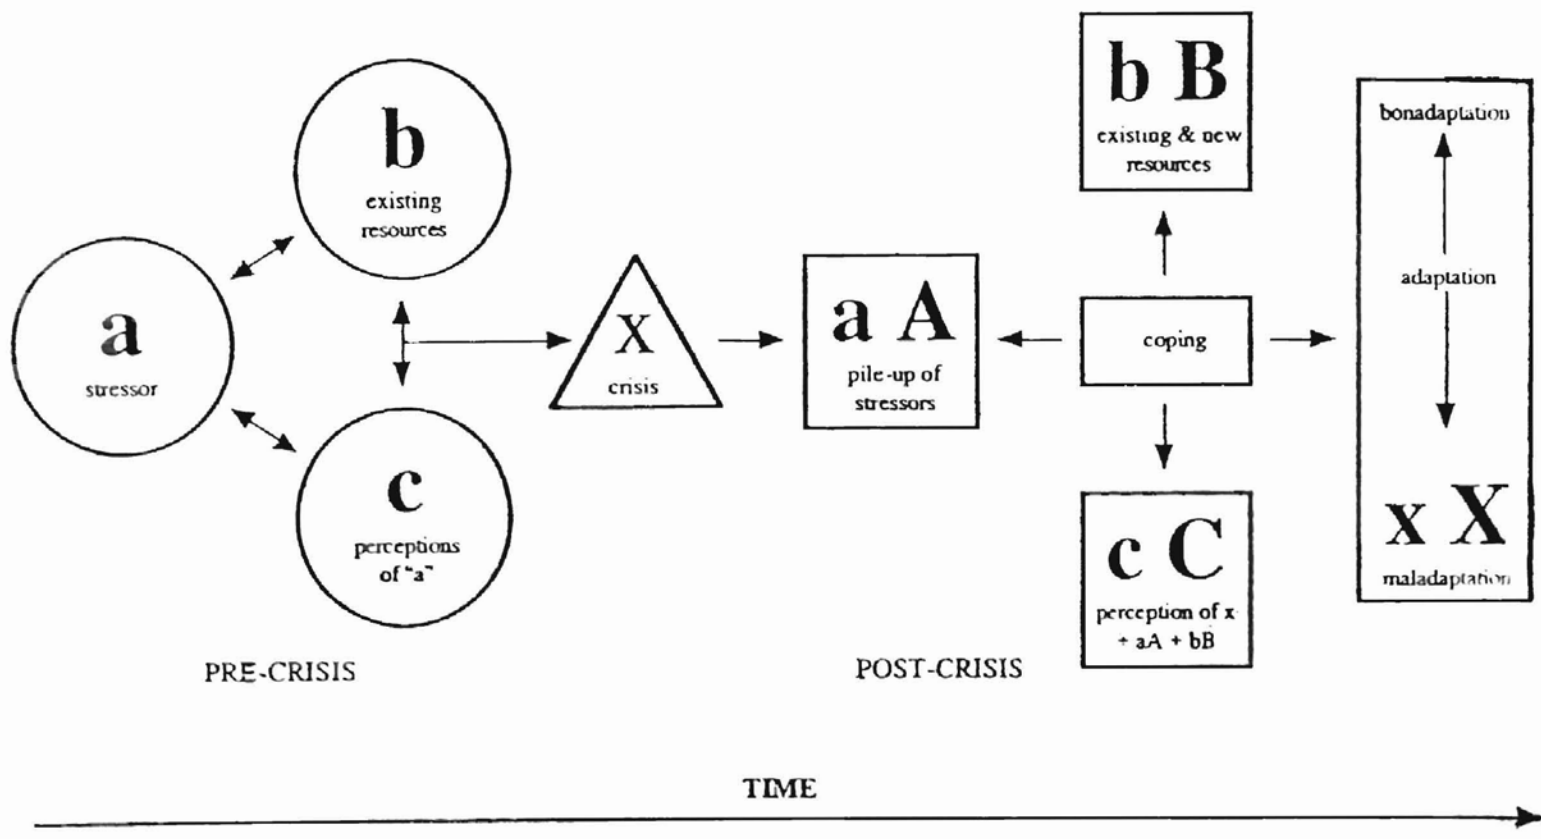 b
existing
resources
a
stressor
c
perceptions
of "a"
X
crisis
a A
pile-up of
stressors
b B
existing & new
resources
coping
c C
perception of x
+ aA + bB
bonadaptation
adaptation
x X
maladaptation
PRE-CRISIS
POST-CRISIS
TIME